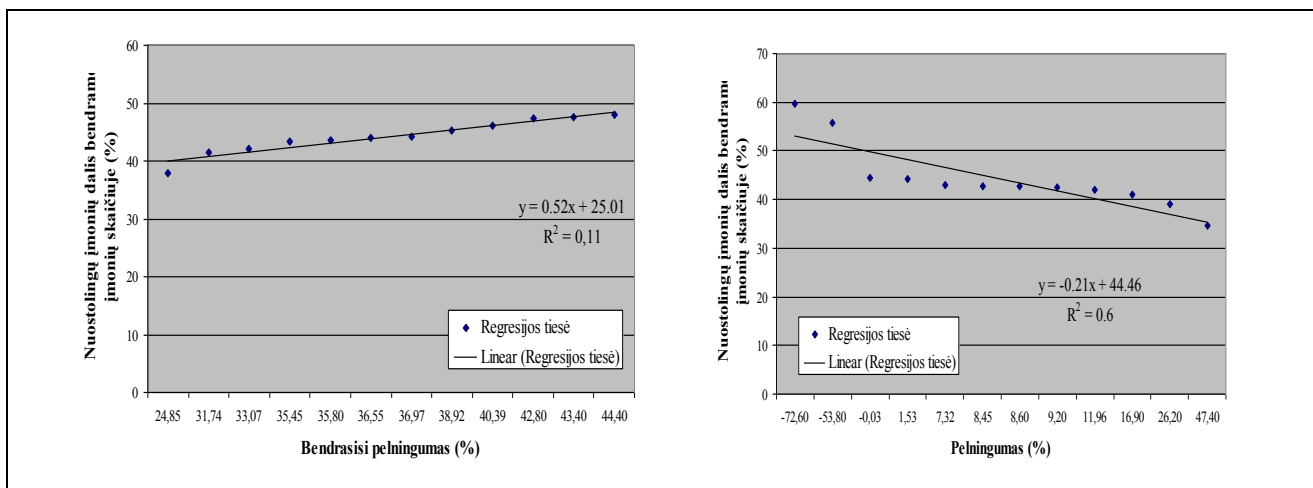 Nuostolingų įmonių dalis bendrame
įmonių skaičiuje (%)
60
50
40
30
20
10
0
y = 0.52x + 25.01
R² = 0,11
Regresijos tiesė
Linear (Regresijos tiesė)
24,85 31,74 33,07 35,45 35,80 36,55 36,97 38,92 40,39 42,80 43,40 44,40
Bendrasisi pelningumas (%)
Nuostolingų įmonių dalis bendrame
įmonių skaičiuje (%)
70
60
50
40
30
20
10
0
y = -0.21x + 44.46
R² = 0.6
Regresijos tiesė
Linear (Regresijos tiesė)
-72,60 -53,80 -0,03 1,53 7,32 8,45 8,60 9,20 11,96 16,90 26,20 47,40
Pelningumas (%)